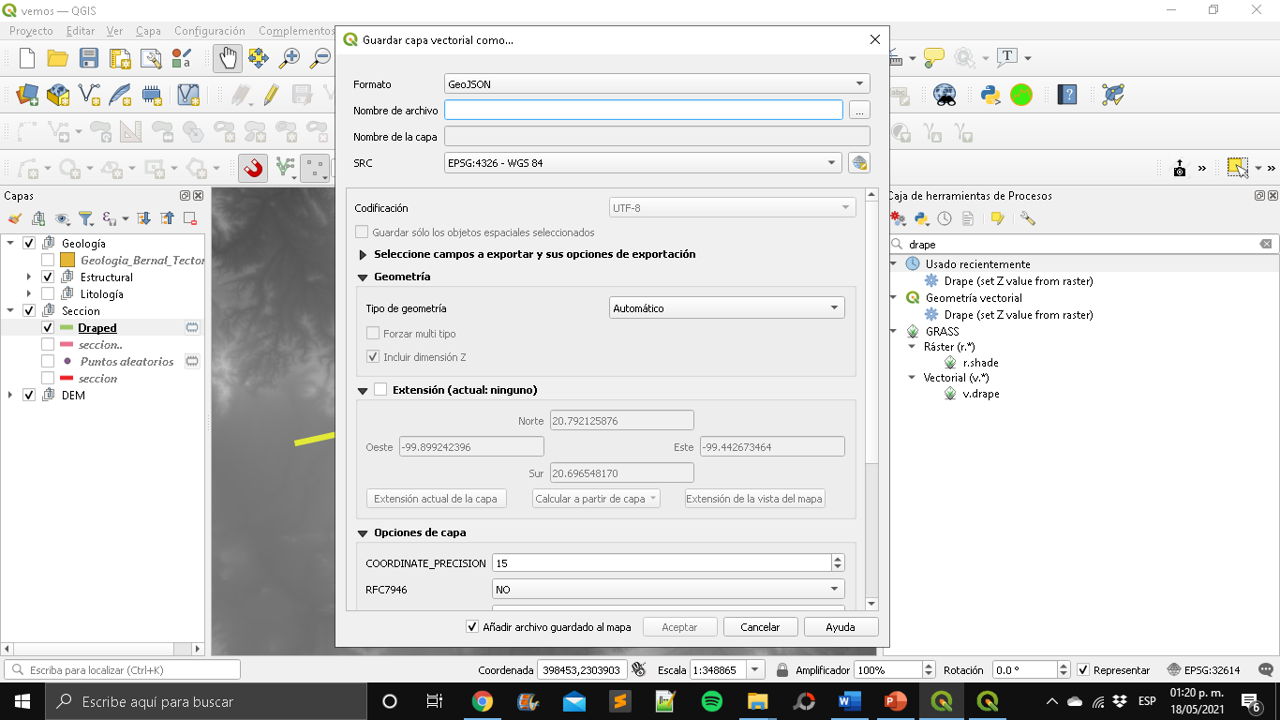 vemos — QGIS
Proyecto Editar Ver Capa Configuración Complementos
Guardar capa vectorial como...
Formato GeoJSON
Nombre de archivo
...
Nombre de la capa
SRC EPSG:4326 - WGS 84
Codificación UTF-8
Guardar sólo los objetos espaciales seleccionados
Seleccione campos a exportar y sus opciones de exportación
Geometría
Tipo de geometría Automático
Forzar multi tipo
Incluir dimensión Z
Extensión (actual: ninguno)
Norte 20.792125876
Oeste -99.899242396 Este -99.442673464
Sur 20.696548170
Extensión actual de la capa Calcular a partir de capa Extensión de la vista del mapa
Opciones de capa
COORDINATE_PRECISION 15
RFC7946 NO
Añadir archivo guardado al mapa Aceptar Cancelar Ayuda
Capas
Geología
Geologia_Bernal_Tector
Estructural
Litología
Seccion
Draped
seccion..
Puntos aleatorios
seccion
DEM
Caja de herramientas de Procesos
drape
Usado recientemente
Drape (set Z value from raster)
Geometría vectorial
Drape (set Z value from raster)
GRASS
Ráster (r.*)
r.shade
Vectorial (v.*)
v.drape
Escriba para localizar (Ctrl+K) Coordenada 398453,2303903 Escala 1:348865 Amplificador 100% Rotación 0.0 ° Representar EPSG:32614
Escribe aquí para buscar
ESP
01:20 p. m.
18/05/2021
6